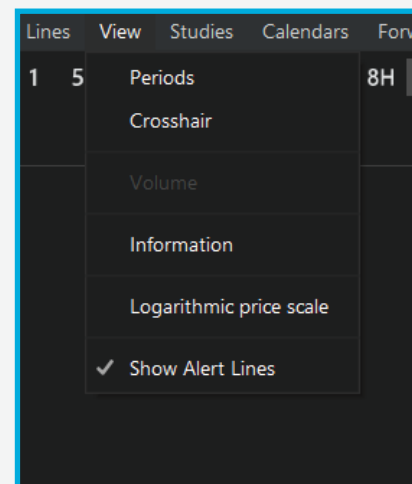 Lines View Studies Calendars
1 5 8H
Periods
Crosshair
Volume
Information
Logarithmic price scale
Show Alert Lines